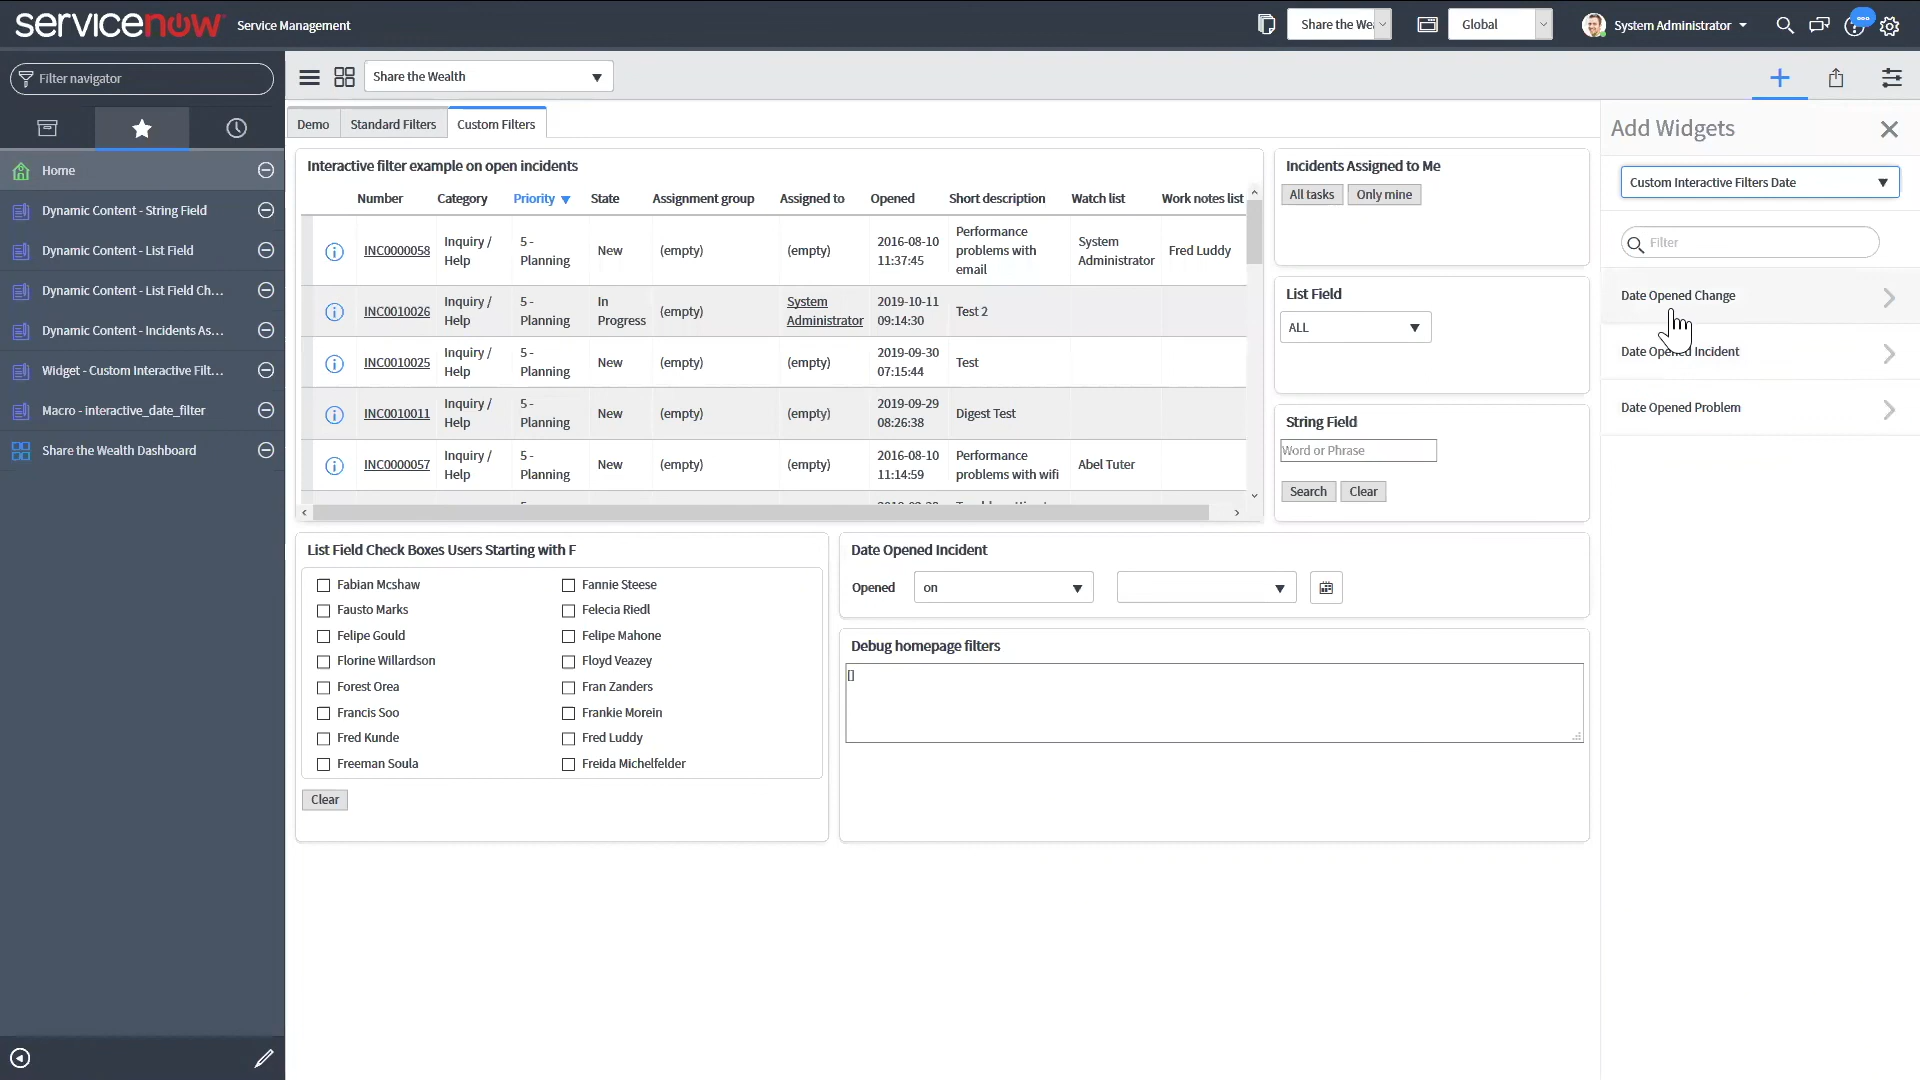 servicenow Service Management
Share the Wea
Global
System Administrator
Filter navigator
Home
Dynamic Content - String Field
Dynamic Content - List Field
Dynamic Content - List Field Ch...
Dynamic Content - Incidents As...
Widget - Custom Interactive Filt...
Macro - interactive_date_filter
Share the Wealth Dashboard
Share the Wealth
Demo Standard Filters Custom Filters
Interactive filter example on open incidents
Number Category Priority State Assignment group Assigned to Opened Short description Watch list Work notes list
INC0000058 Inquiry / Help 5 - Planning New (empty) (empty) 2016-08-10 11:37:45 Performance problems with email System Administrator Fred Luddy
INC0010026 Inquiry / Help 5 - Planning In Progress (empty) System Administrator 2019-10-11 09:14:30 Test 2
INC0010025 Inquiry / Help 5 - Planning New (empty) (empty) 2019-09-30 07:15:44 Test
INC0010011 Inquiry / Help 5 - Planning New (empty) (empty) 2019-09-29 08:26:38 Digest Test
INC0000057 Inquiry / Help 5 - Planning New (empty) (empty) 2016-08-10 11:14:59 Performance problems with wifi Abel Tuter
Incidents Assigned to Me
All tasks Only mine
List Field
ALL
String Field
Word or Phrase
Search Clear
List Field Check Boxes Users Starting with F
Fabian Mcshaw Fannie Steese
Fausto Marks Felecia Riedl
Felipe Gould Felipe Mahone
Florine Willardson Floyd Veazey
Forest Orea Fran Zanders
Francis Soo Frankie Morein
Fred Kunde Fred Luddy
Freeman Soula Freida Michelfelder
Clear
Date Opened Incident
Opened on
Debug homepage filters
[]
Add Widgets
Custom Interactive Filters Date
Filter
Date Opened Change
Date Opened Incident
Date Opened Problem